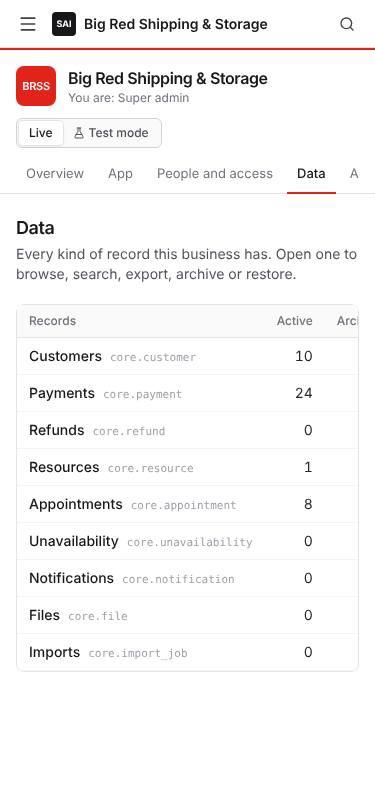 SAI Big Red Shipping & Storage
BRSS
Big Red Shipping & Storage
You are: Super admin
Live Test mode
Overview App People and access Data A
Data
Every kind of record this business has. Open one to
browse, search, export, archive or restore.
Records Active Arci
Customers core.customer 10
Payments core.payment 24
Refunds core.refund 0
Resources core.resource 1
Appointments core.appointment 8
Unavailability core.unavailability 0
Notifications core.notification 0
Files core.file 0
Imports core.import_job 0